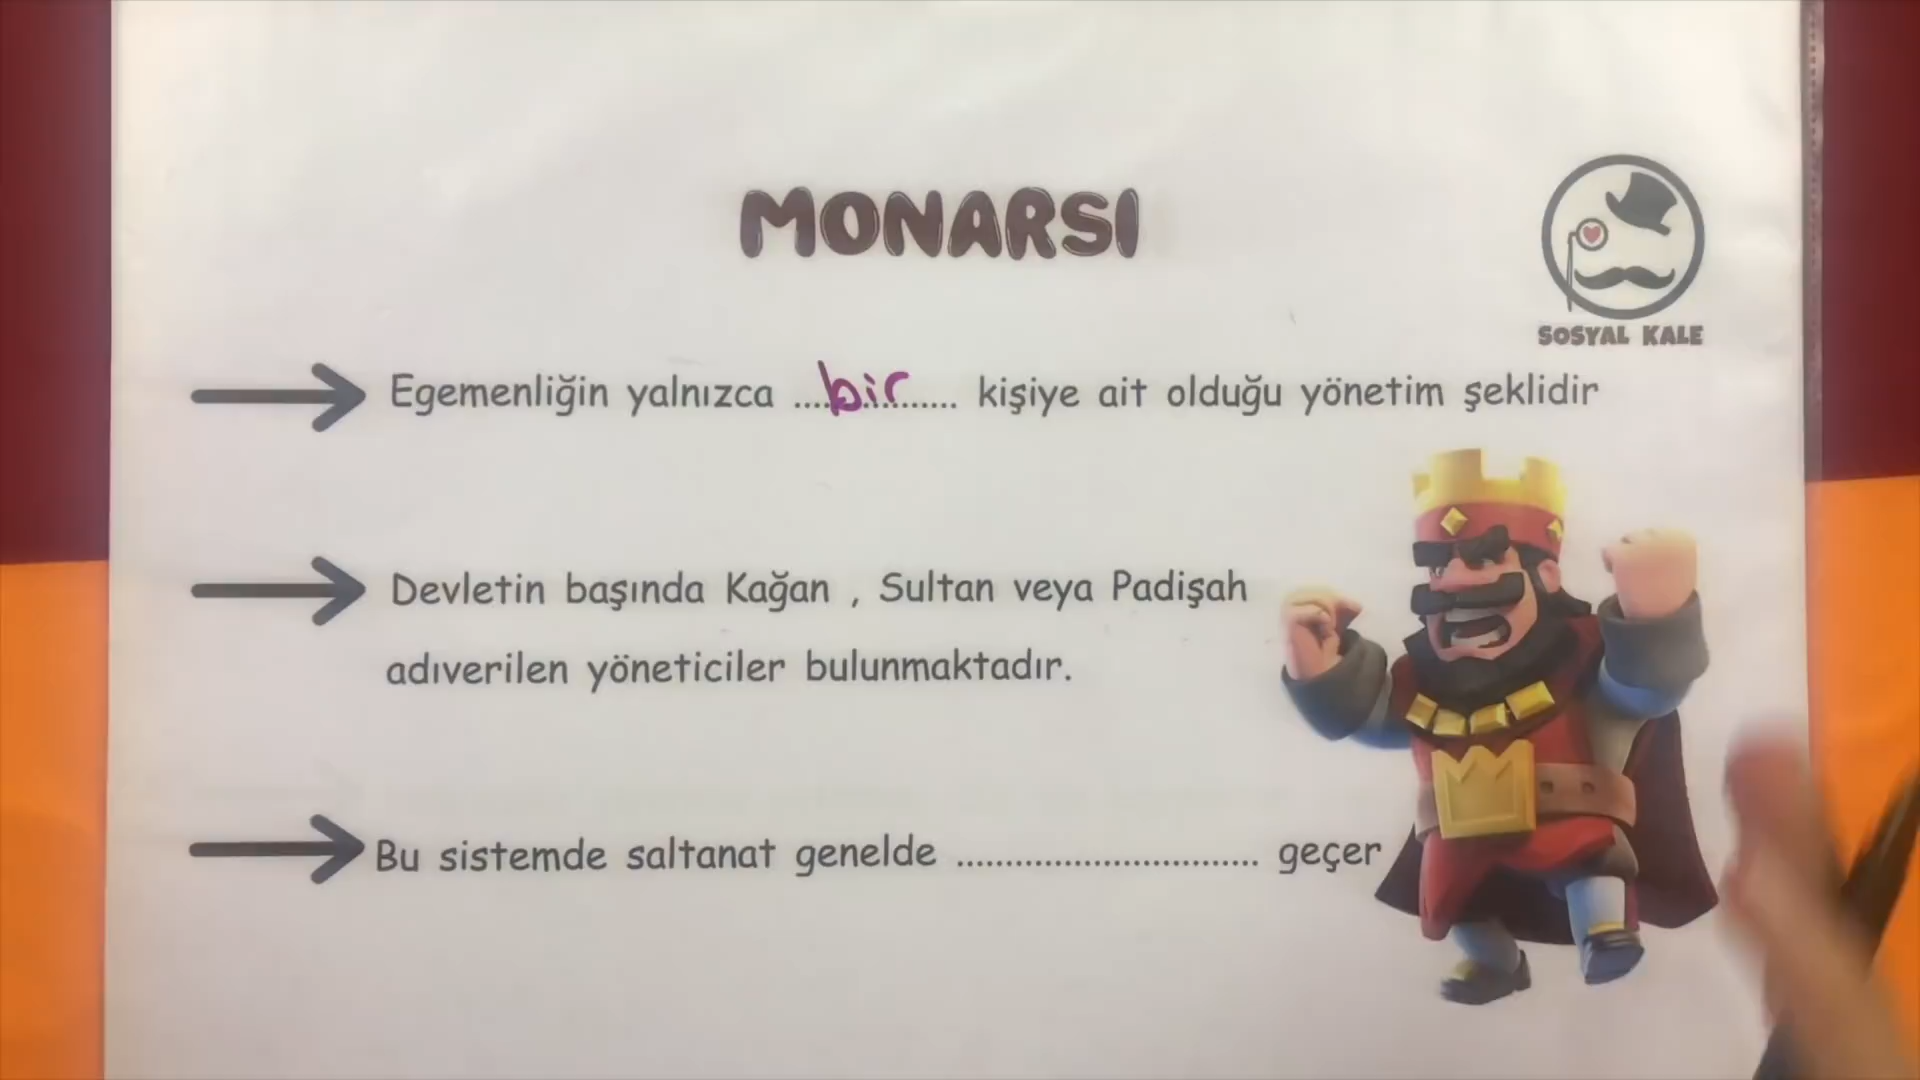 MONARSI
SOSYAL KALE
Egemenliğin yalnızca ....bir.......... kişiye ait olduğu yönetim şeklidir
Devletin başında Kağan , Sultan veya Padişah
adıverilen yöneticiler bulunmaktadır.
Bu sistemde saltanat genelde ............................. geçer